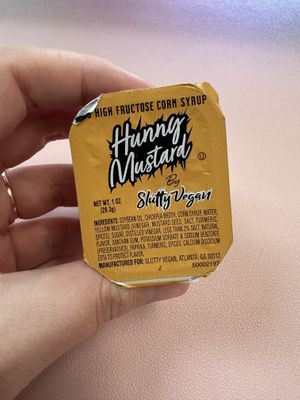 O HIGH FRUCTOSE CORN SYRUP
Hunny
Mustard
By
Slutty Vegan
U
NET WT. 1 OZ
(28.3g)
INGREDIENTS: SOYBEAN OIL, CHICKPEA BROTH, CORN SYRUP, WATER,
YELLOW MUSTARD (VINEGAR, MUSTARD SEED, SALT, TURMERIC,
SPICES), SUGAR, DISTILLED VINEGAR, LESS THAN 2%: SALT, NATURAL
FLAVOR, XANTHAN GUM, POTASSIUM SORBATE & SODIUM BENZOATE
(PRESERVATIVES), PAPRIKA, TURMERIC, SPICES, CALCIUM DISODIUM
EDTA TO PROTECT FLAVOR.
MANUFACTURED FOR: SLUTTY VEGAN, ATLANTA, GA 30312